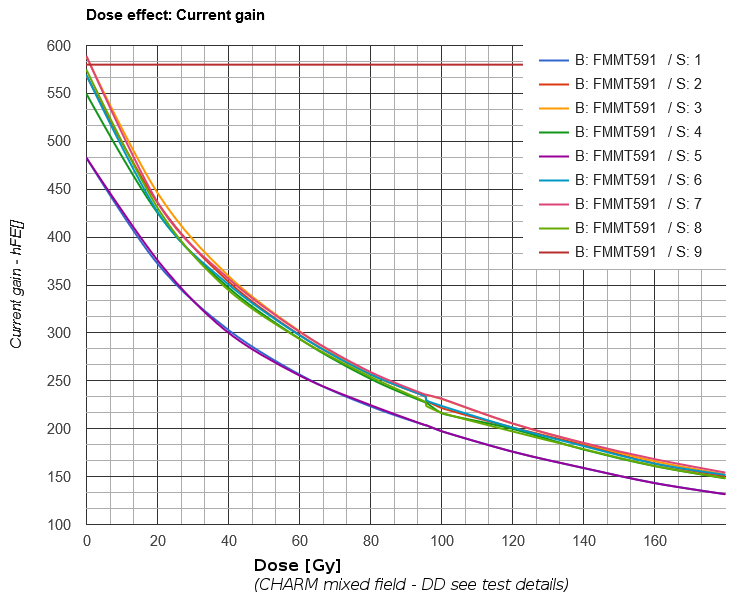 Dose effect: Current gain
600
550
500
450
400
350
300
250
200
150
100
Current gain - hFE[]
B: FMMT591 / S: 1
B: FMMT591 / S: 2
B: FMMT591 / S: 3
B: FMMT591 / S: 4
B: FMMT591 / S: 5
B: FMMT591 / S: 6
B: FMMT591 / S: 7
B: FMMT591 / S: 8
B: FMMT591 / S: 9
0 20 40 60 80 100 120 140 160
Dose [Gy]
(CHARM mixed field - DD see test details)